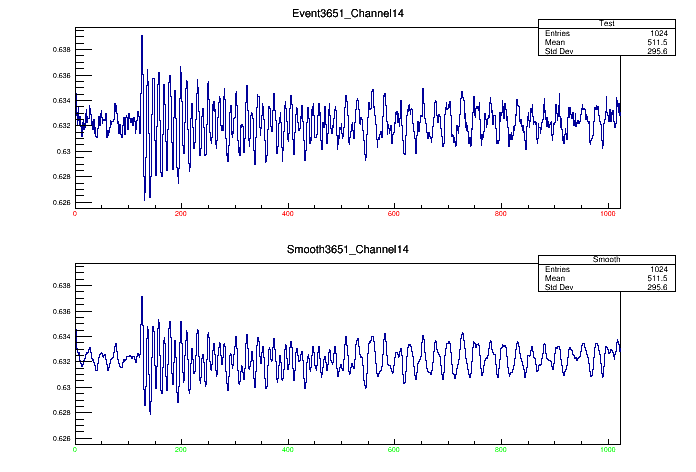 Event3651_Channel14
Test
Entries 1024
Mean 511.5
Std Dev 295.6
0.638
0.636
0.634
0.632
0.63
0.628
0.626
0 200 400 600 800 1000
Smooth3651_Channel14
Smooth
Entries 1024
Mean 511.5
Std Dev 295.6
0.638
0.636
0.634
0.632
0.63
0.628
0.626
0 200 400 600 800 1000